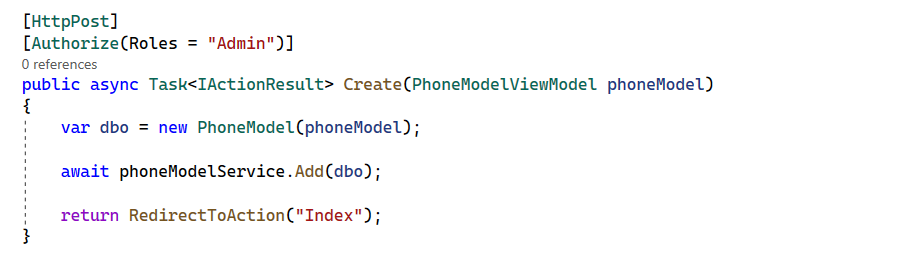 [HttpPost]
[Authorize(Roles = "Admin")]
0 references
public async Task<IActionResult> Create(PhoneModelViewModel phoneModel)
{
    var dbo = new PhoneModel(phoneModel);
    await phoneModelService.Add(dbo);
    return RedirectToAction("Index");
}